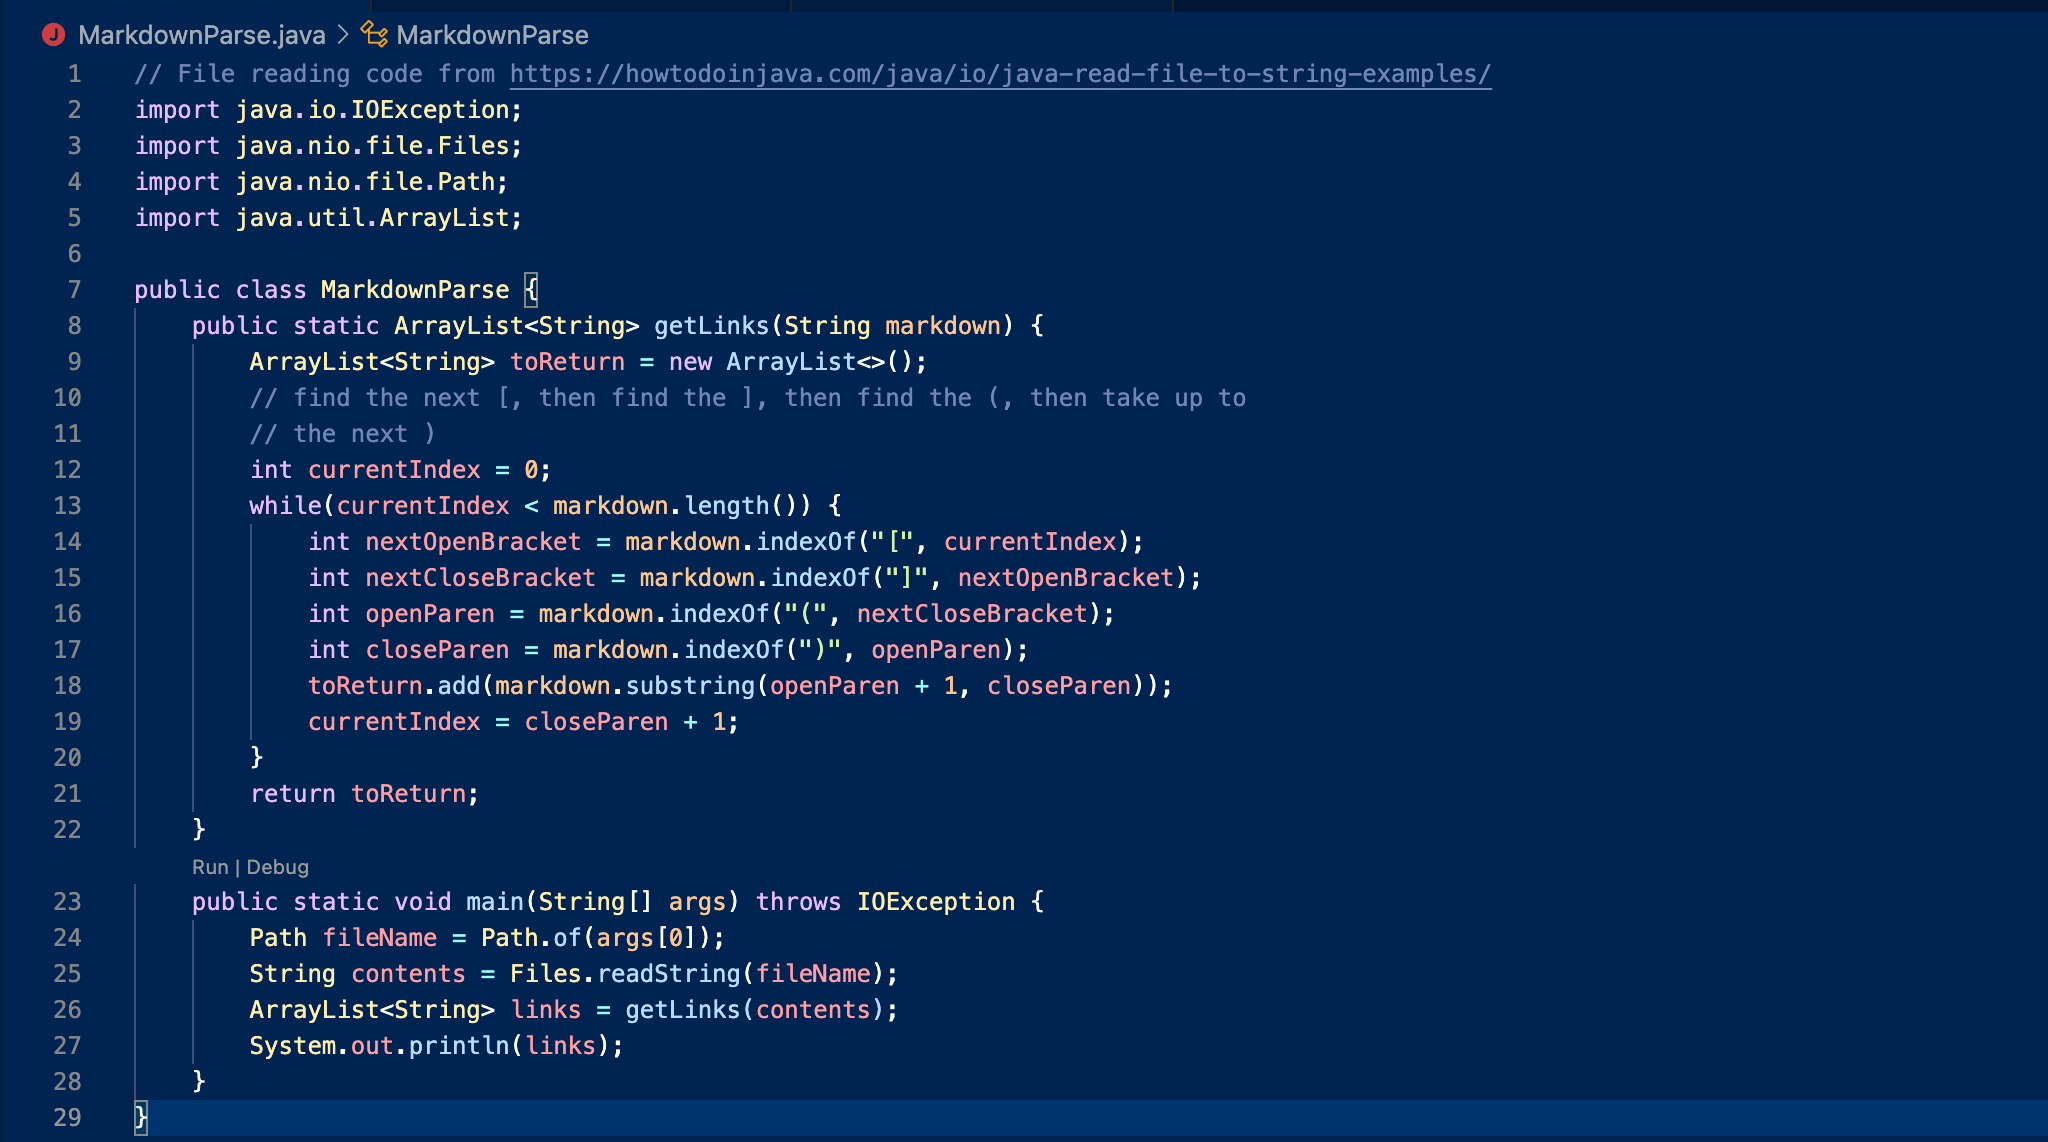 MarkdownParse.java > MarkdownParse
1 // File reading code from https://howtodoinjava.com/java/io/java-read-file-to-string-examples/
2 import java.io.IOException;
3 import java.nio.file.Files;
4 import java.nio.file.Path;
5 import java.util.ArrayList;
6
7 public class MarkdownParse {
8     public static ArrayList<String> getLinks(String markdown) {
9         ArrayList<String> toReturn = new ArrayList<>();
10         // find the next [, then find the ], then find the (, then take up to
11         // the next )
12         int currentIndex = 0;
13         while(currentIndex < markdown.length()) {
14             int nextOpenBracket = markdown.indexOf("[", currentIndex);
15             int nextCloseBracket = markdown.indexOf("]", nextOpenBracket);
16             int openParen = markdown.indexOf("(", nextCloseBracket);
17             int closeParen = markdown.indexOf(")", openParen);
18             toReturn.add(markdown.substring(openParen + 1, closeParen));
19             currentIndex = closeParen + 1;
20         }
21         return toReturn;
22     }
Run | Debug
23     public static void main(String[] args) throws IOException {
24         Path fileName = Path.of(args[0]);
25         String contents = Files.readString(fileName);
26         ArrayList<String> links = getLinks(contents);
27         System.out.println(links);
28     }
29 }